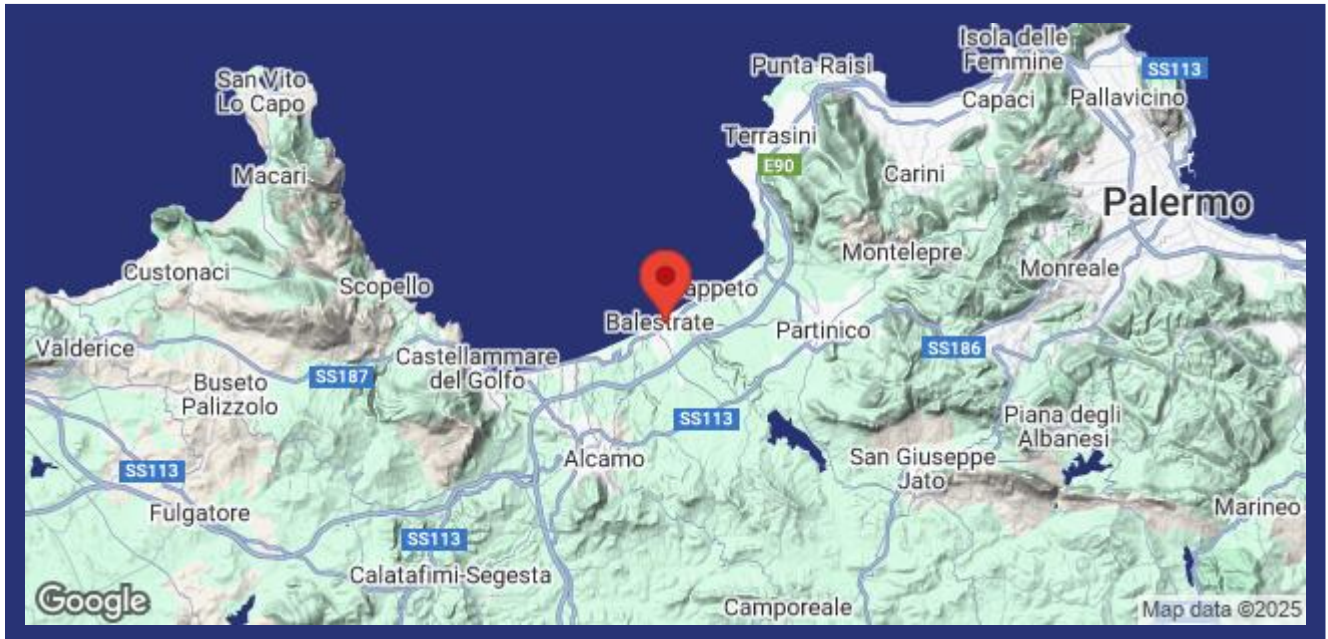 San Vito
Lo Capo
Macari
Custonaci
Scopello
Valderice
Buseto
Palizzolo
SS187
Castellammare
del Golfo
SS113
Fulgatore
SS113
Calatafimi-Segesta
Alcamo
Balestrate
appeto
SS113
Partinico
Punta Raisi
Terrasini
E90
Carini
Montelepre
Isola delle
Femmine
Capaci
SS113
Pallavicino
Palermo
Monreale
SS186
Piana degli
Albanesi
San Giuseppe
Jato
Marineo
Camporeale
Google
Map data ©2025